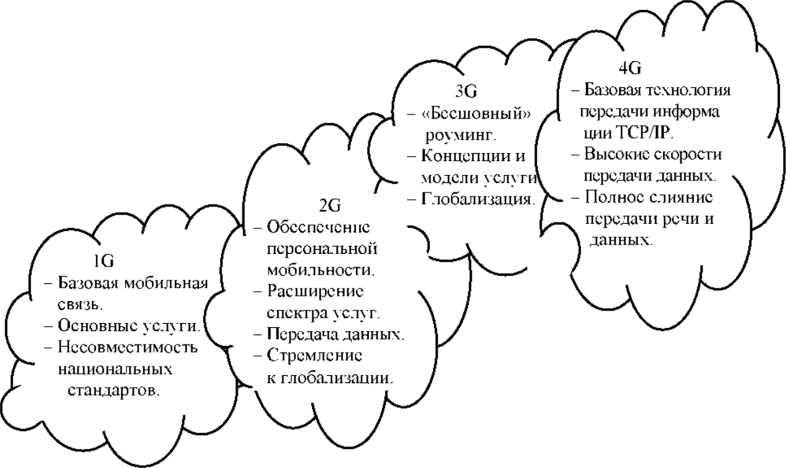 1G
– Базовая мобильная
связь.
– Основные услуги.
– Несовместимость
национальных
стандартов.
2G
– Обеспечение
персональной
мобильности.
– Расширение
спектра услуг.
– Передача данных.
– Стремление
к глобализации.
3G
– «Бесшовный»
роуминг.
– Концепции и
модели услуги
– Глобализация.
4G
– Базовая технология
передачи информа
ции TCP/IP.
– Высокие скорости
передачи данных.
– Полное слияние
передачи речи и
данных.